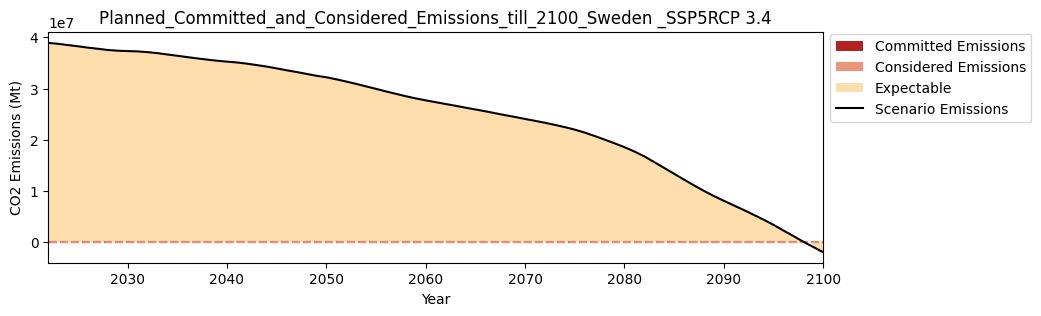 Planned_Committed_and_Considered_Emissions_till_2100_Sweden _SSP5RCP 3.4
1e7
4
3
2
1
0
CO2 Emissions (Mt)
2030 2040 2050 2060 2070 2080 2090 2100
Year
Committed Emissions
Considered Emissions
Expectable
Scenario Emissions